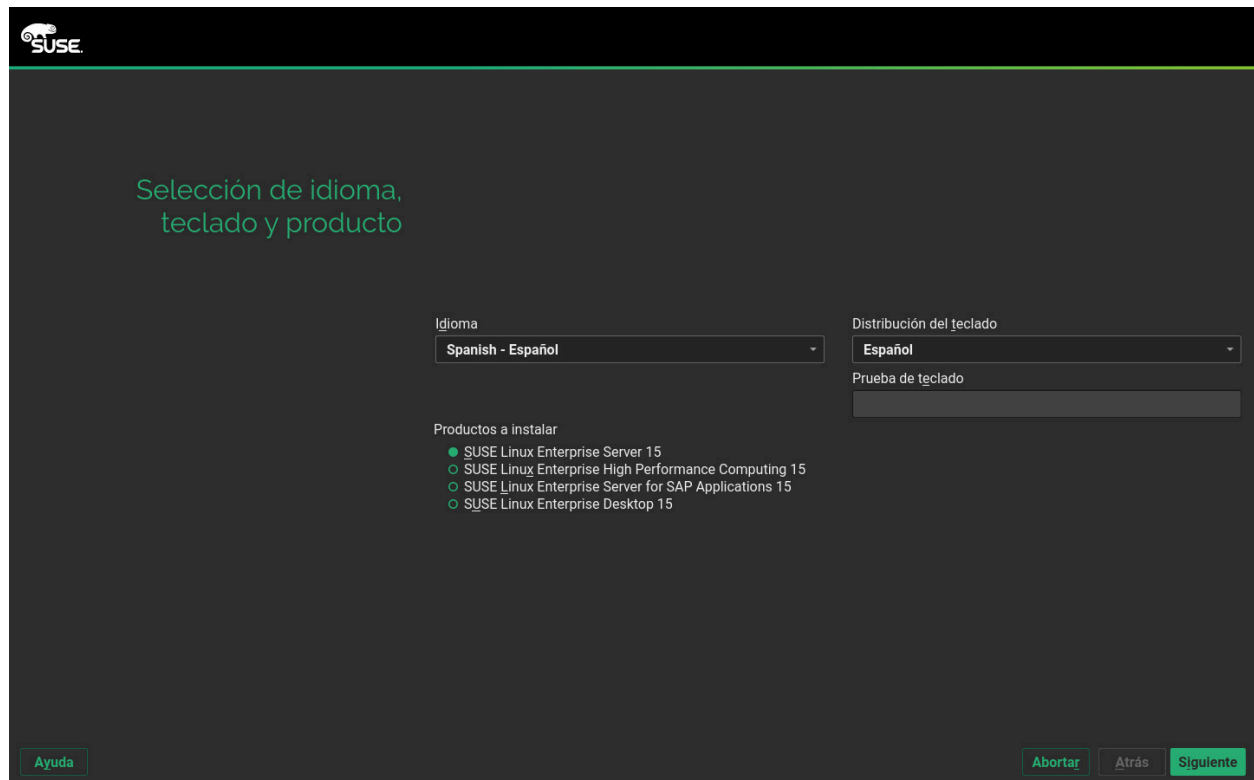 SUSE.
Selección de idioma,
teclado y producto
Idioma
Spanish - Español
Distribución del teclado
Español
Prueba de teclado
Productos a instalar
SUSE Linux Enterprise Server 15
SUSE Linux Enterprise High Performance Computing 15
SUSE Linux Enterprise Server for SAP Applications 15
SUSE Linux Enterprise Desktop 15
Ayuda
Abortar
Atrás
Siguiente